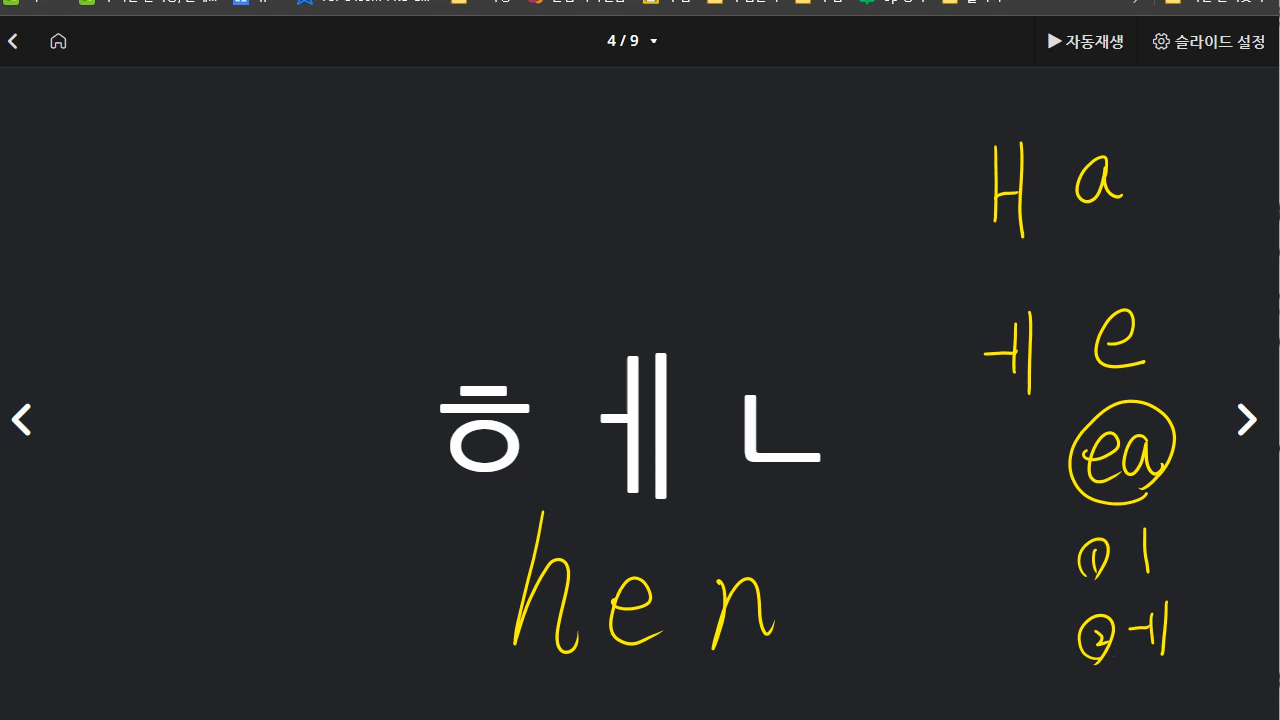 4 / 9
▶ 자동재생
슬라이드 설정
ㅐ a
ㅔ e
ea
① ㅣ
② ㅔ
ㅎ ㅔ ㄴ
hen